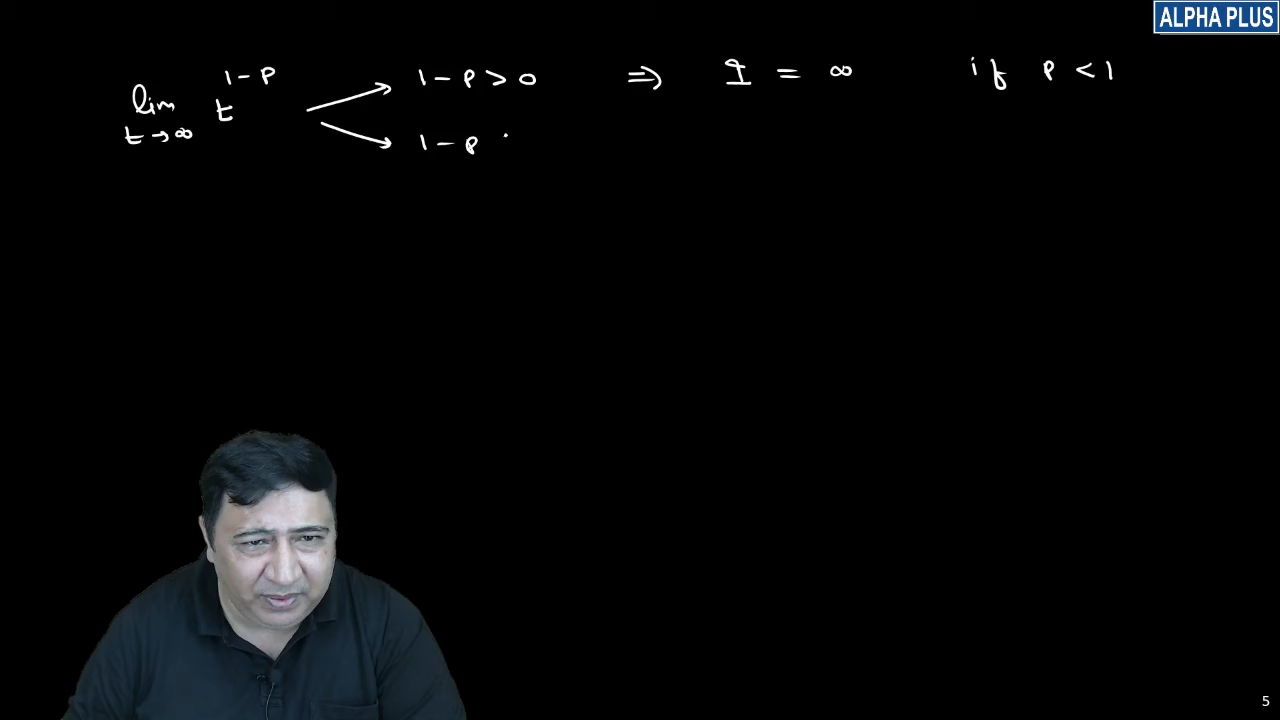 ALPHA PLUS
lim t→∞ t^{1-p} → 1-p > 0 ⇒ I = ∞ if p < 1
→ 1-p
5